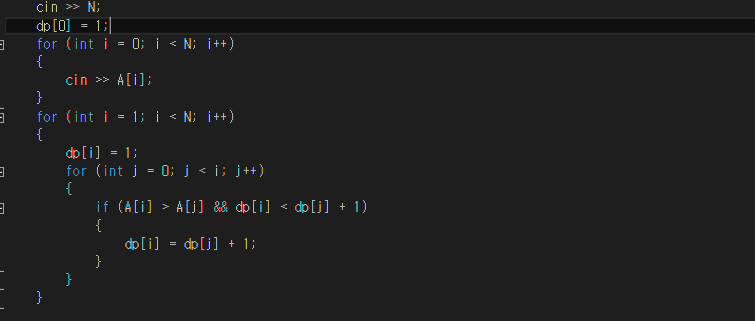 cin >> N;
dp[0] = 1;
for (int i = 0; i < N; i++)
{
cin >> A[i];
}
for (int i = 1; i < N; i++)
{
dp[i] = 1;
for (int j = 0; j < i; j++)
{
if (A[i] > A[j] && dp[i] < dp[j] + 1)
{
dp[i] = dp[j] + 1;
}
}
}